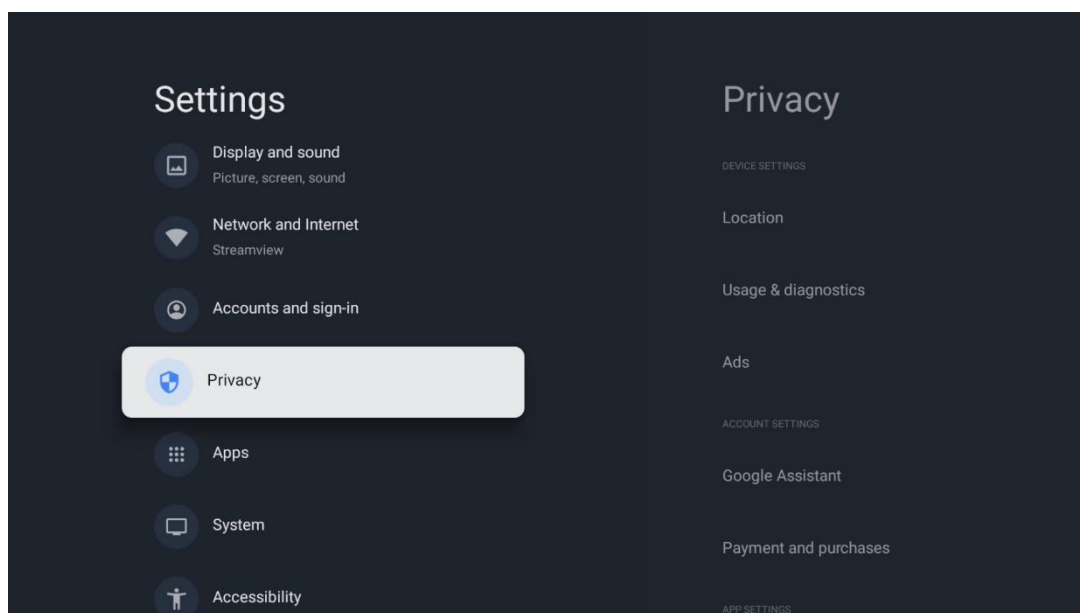 Settings
Display and sound
Picture, screen, sound
Network and Internet
Streamview
Accounts and sign-in
Privacy
Apps
System
Accessibility
Privacy
DEVICE SETTINGS
Location
Usage & diagnostics
Ads
ACCOUNT SETTINGS
Google Assistant
Payment and purchases
APP SETTINGS